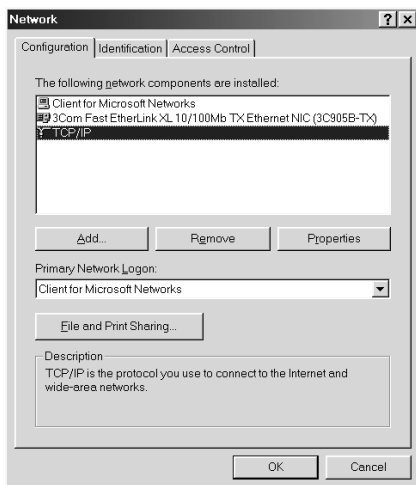 Network
Configuration Identification Access Control
The following network components are installed:
Client for Microsoft Networks
3Com Fast EtherLink XL 10/100Mb TX Ethernet NIC (3C905B-TX)
TCP/IP
Add... Remove Properties
Primary Network Logon:
Client for Microsoft Networks
File and Print Sharing...
Description
TCP/IP is the protocol you use to connect to the Internet and
wide-area networks.
OK Cancel